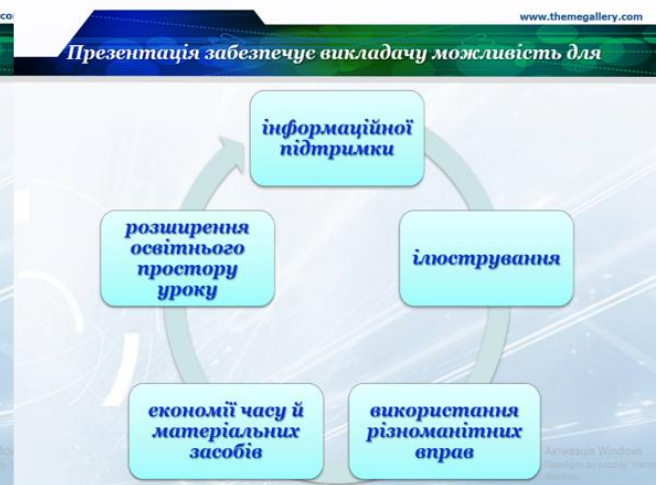 www.themegallery.com
Презентація забезпечує викладачу можливість для
інформаційної
підтримки
розширення
освітнього
простору
уроку
ілюстрування
економії часу й
матеріальних
засобів
використання
різноманітних
вправ
Активація Windows